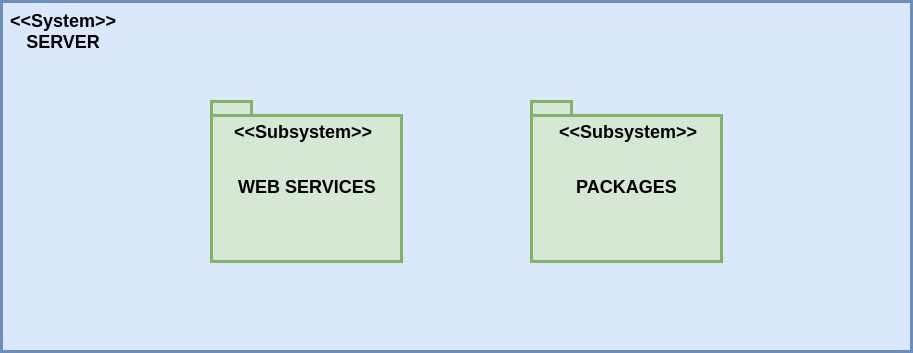 <<System>>
SERVER
<<Subsystem>>
WEB SERVICES
<<Subsystem>>
PACKAGES